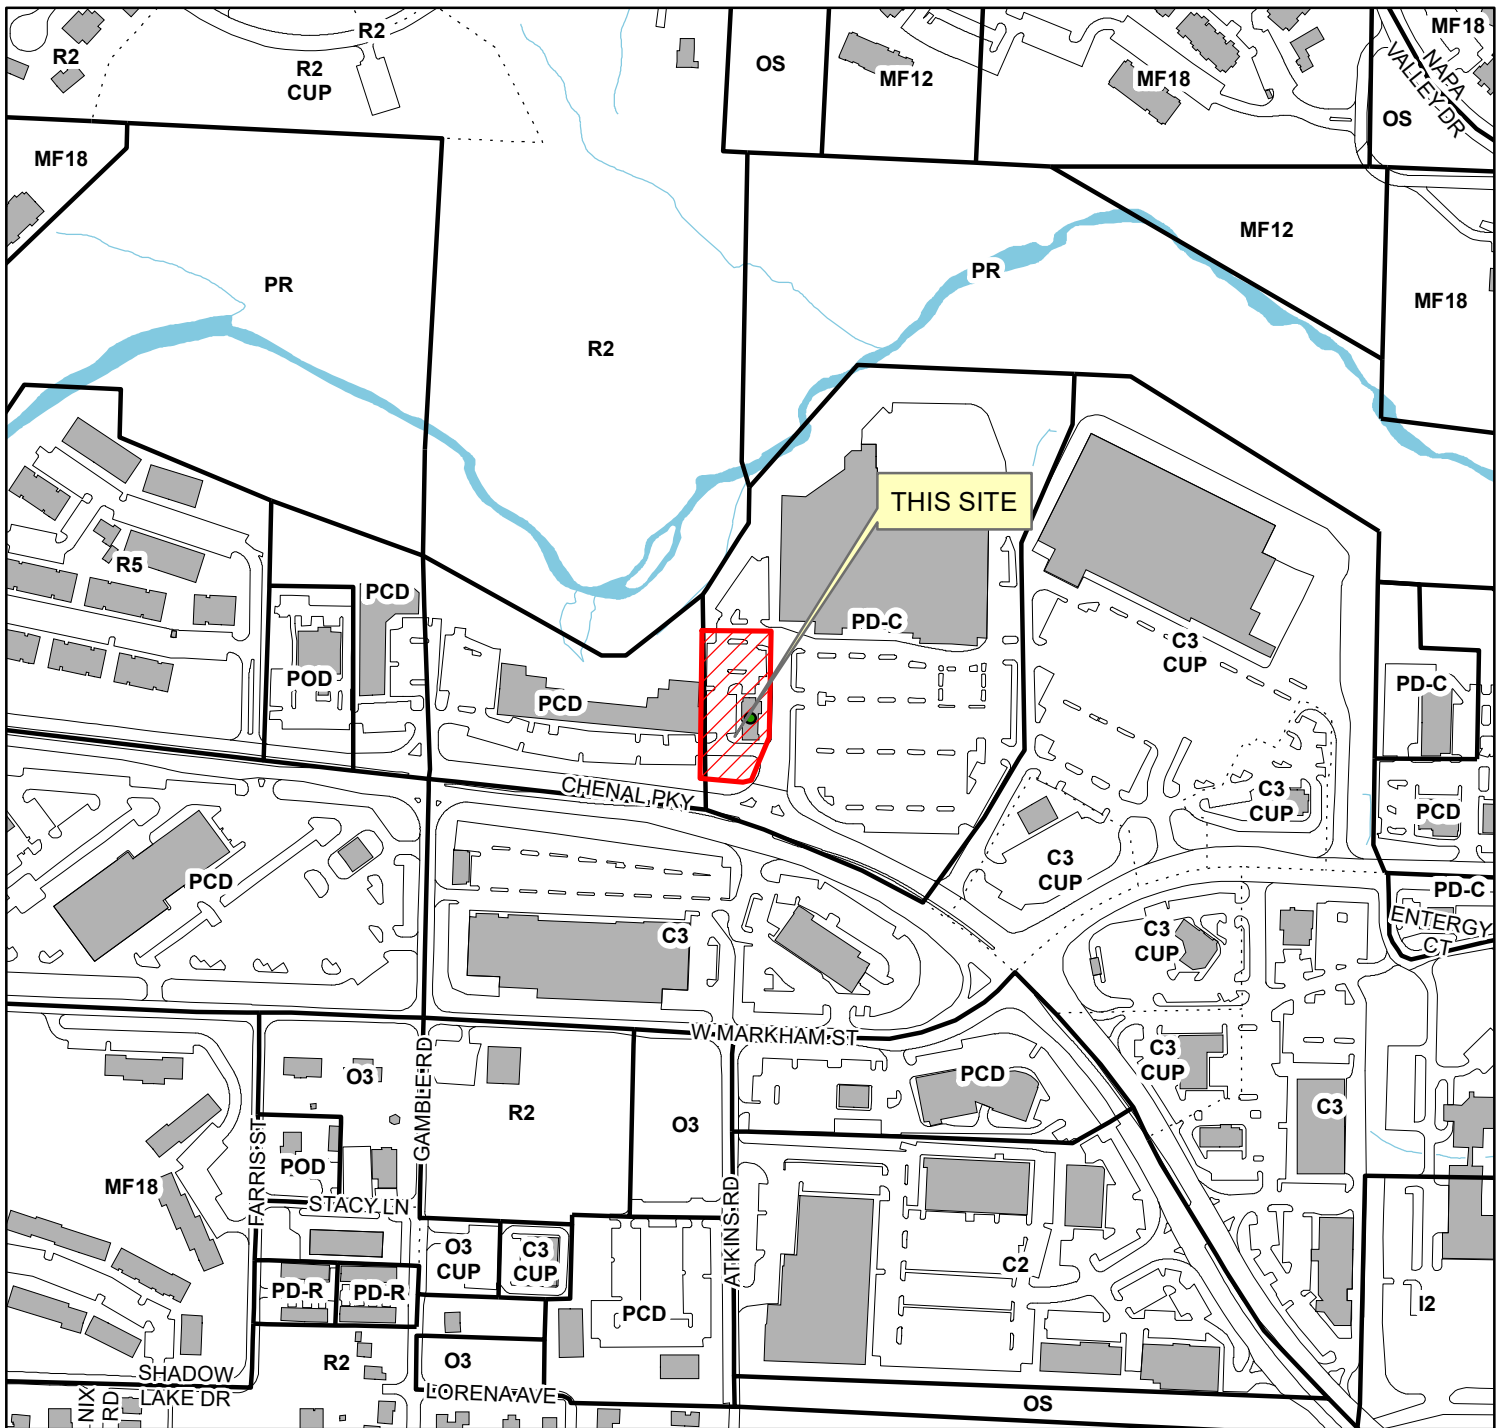 R2
R2
R2
CUP
OS
MF12
MF18
MF18
NAPA
VALLEY DR
OS
MF18
PR
R2
PR
MF12
MF18
THIS SITE
R5
PCD
POD
PCD
PD-C
C3
CUP
PD-C
CHENAL PKY
C3
CUP
PCD
C3
CUP
PCD
PD-C
C3
C3
CUP
ENTERGY
CT
W MARKHAM ST
GAMBLE RD
O3
R2
O3
PCD
C3
CUP
C3
POD
MF18
FARRIS ST
STACY LN
ATKINS RD
O3
CUP
C3
CUP
C2
PD-R
PD-R
PCD
I2
R2
O3
SHADOW
LAKE DR
NIX
RD
LORENA AVE
OS